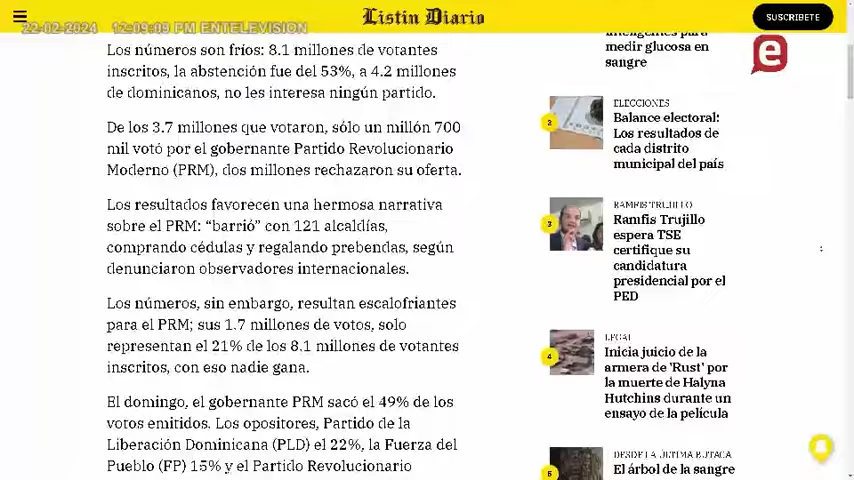 Listin Diario
SUSCRIBETE
22-02-2024 12:09:09 PM ENTELEVISION
e
Los números son fríos: 8.1 millones de votantes
inscritos, la abstención fue del 53%, a 4.2 millones
de dominicanos, no les interesa ningún partido.
De los 3.7 millones que votaron, sólo un millón 700
mil votó por el gobernante Partido Revolucionario
Moderno (PRM), dos millones rechazaron su oferta.
Los resultados favorecen una hermosa narrativa
sobre el PRM: “barrió” con 121 alcaldías,
comprando cédulas y regalando prebendas, según
denunciaron observadores internacionales.
Los números, sin embargo, resultan escalofriantes
para el PRM; sus 1.7 millones de votos, solo
representan el 21% de los 8.1 millones de votantes
inscritos, con eso nadie gana.
El domingo, el gobernante PRM sacó el 49% de los
votos emitidos. Los opositores, Partido de la
Liberación Dominicana (PLD) el 22%, la Fuerza del
Pueblo (FP) 15% y el Partido Revolucionario
inteligentes para
medir glucosa en
sangre
2
ELECCIONES
Balance electoral:
Los resultados de
cada distrito
municipal del país
3
RAMFIS TRUJILLO
Ramfis Trujillo
espera TSE
certifique su
candidatura
presidencial por el
PED
4
LEGAL
Inicia juicio de la
armera de 'Rust' por
la muerte de Halyna
Hutchins durante un
ensayo de la película
5
DESDE LA ÚLTIMA BUTACA
El árbol de la sangre